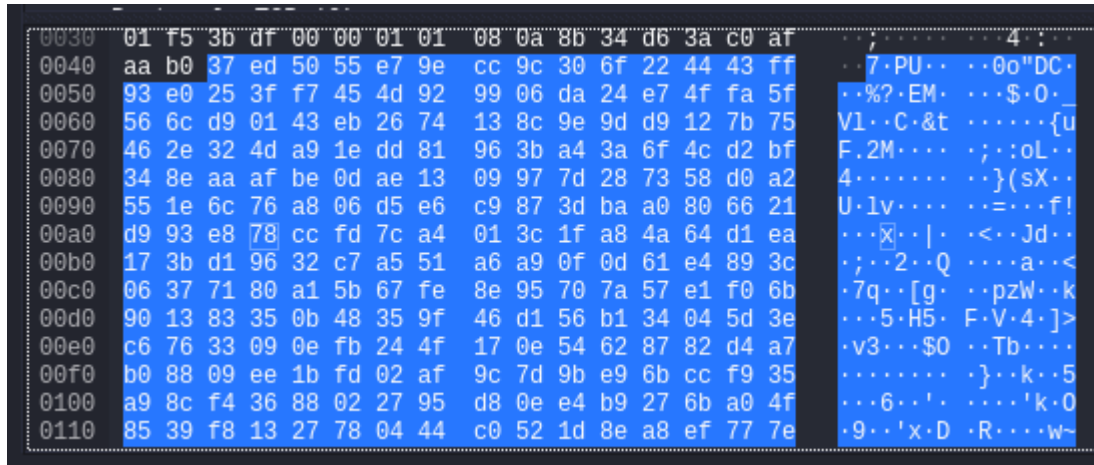 0030 01 f5 3b df 00 00 01 01 08 0a 8b 34 d6 3a c0 af ··;····· ···4·:··
0040 aa b0 37 ed 50 55 e7 9e cc 9c 30 6f 22 44 43 ff ··7·PU·· ··0o"DC·
0050 93 e0 25 3f f7 45 4d 92 99 06 da 24 e7 4f fa 5f ··%?·EM· ···$·O·_
0060 56 6c d9 01 43 eb 26 74 13 8c 9e 9d d9 12 7b 75 Vl··C·&t ······{u
0070 46 2e 32 4d a9 1e dd 81 96 3b a4 3a 6f 4c d2 bf F.2M···· ·;·:oL··
0080 34 8e aa af be 0d ae 13 09 97 7d 28 73 58 d0 a2 4······· ··}(sX··
0090 55 1e 6c 76 a8 06 d5 e6 c9 87 3d ba a0 80 66 21 U·lv···· ··=···f!
00a0 d9 93 e8 78 cc fd 7c a4 01 3c 1f a8 4a 64 d1 ea ···x··|· ·<··Jd··
00b0 17 3b d1 96 32 c7 a5 51 a6 a9 0f 0d 61 e4 89 3c ·;··2··Q ····a··<
00c0 06 37 71 80 a1 5b 67 fe 8e 95 70 7a 57 e1 f0 6b ·7q··[g· ··pzW··k
00d0 90 13 83 35 0b 48 35 9f 46 d1 56 b1 34 04 5d 3e ···5·H5· F·V·4·]>
00e0 c6 76 33 09 0e fb 24 4f 17 0e 54 62 87 82 d4 a7 ·v3···$O ··Tb····
00f0 b0 88 09 ee 1b fd 02 af 9c 7d 9b e9 6b cc f9 35 ········ ·}··k··5
0100 a9 8c f4 36 88 02 27 95 d8 0e e4 b9 27 6b a0 4f ···6··'· ····'k·O
0110 85 39 f8 13 27 78 04 44 c0 52 1d 8e a8 ef 77 7e ·9··'x·D ·R····w~